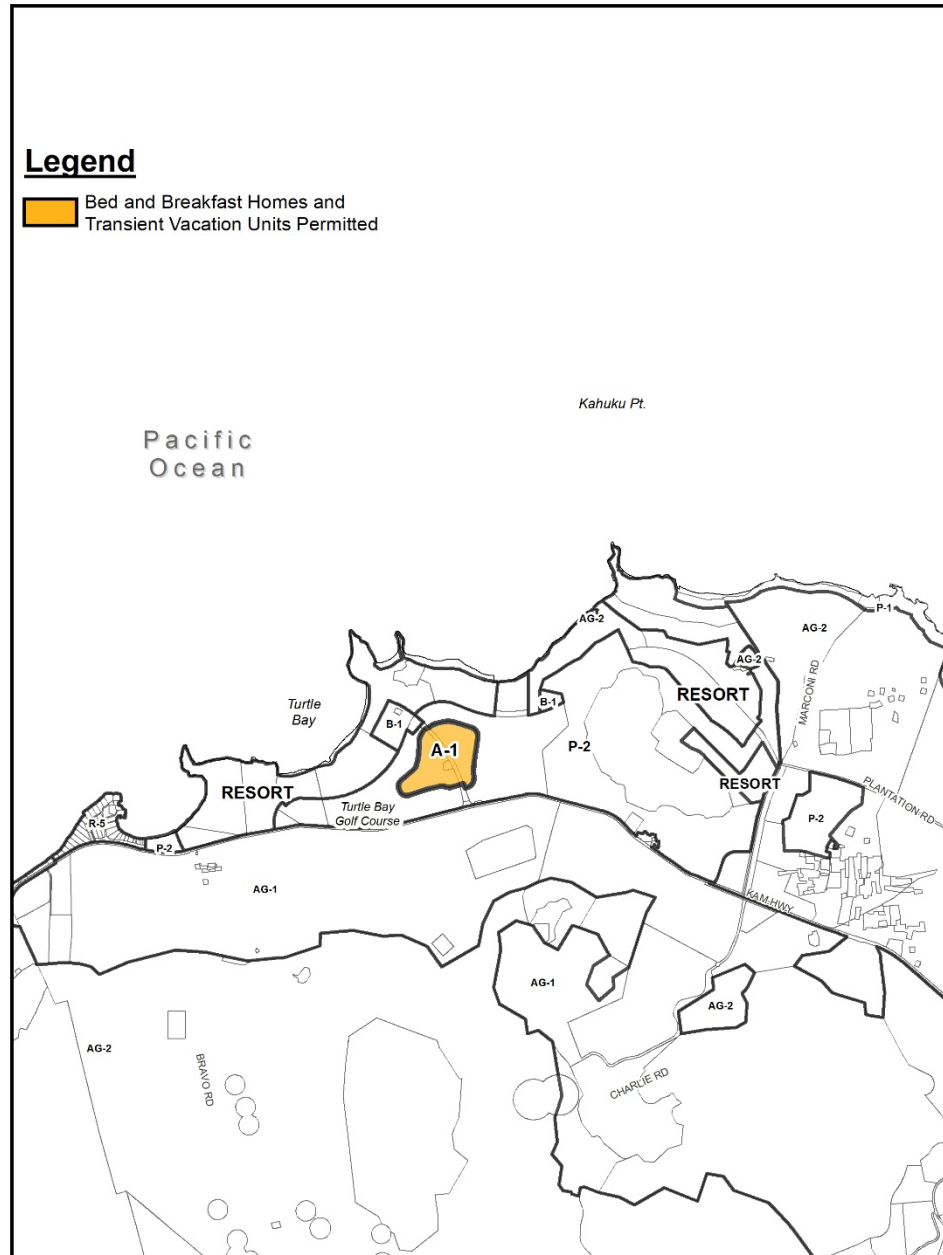 Legend
Bed and Breakfast Homes and
Transient Vacation Units Permitted
Kahuku Pt.
Pacific
Ocean
P-1
AG-2
AG-2
AG-2
MARCONI RD
RESORT
Turtle
Bay
B-1
B-1
A-1
P-2
RESORT
RESORT
PLANTATION RD
Turtle Bay
Golf Course
P-2
R-5
P-2
AG-1
KAM HWY
AG-1
AG-2
AG-2
BRAVO RD
CHARLIE RD